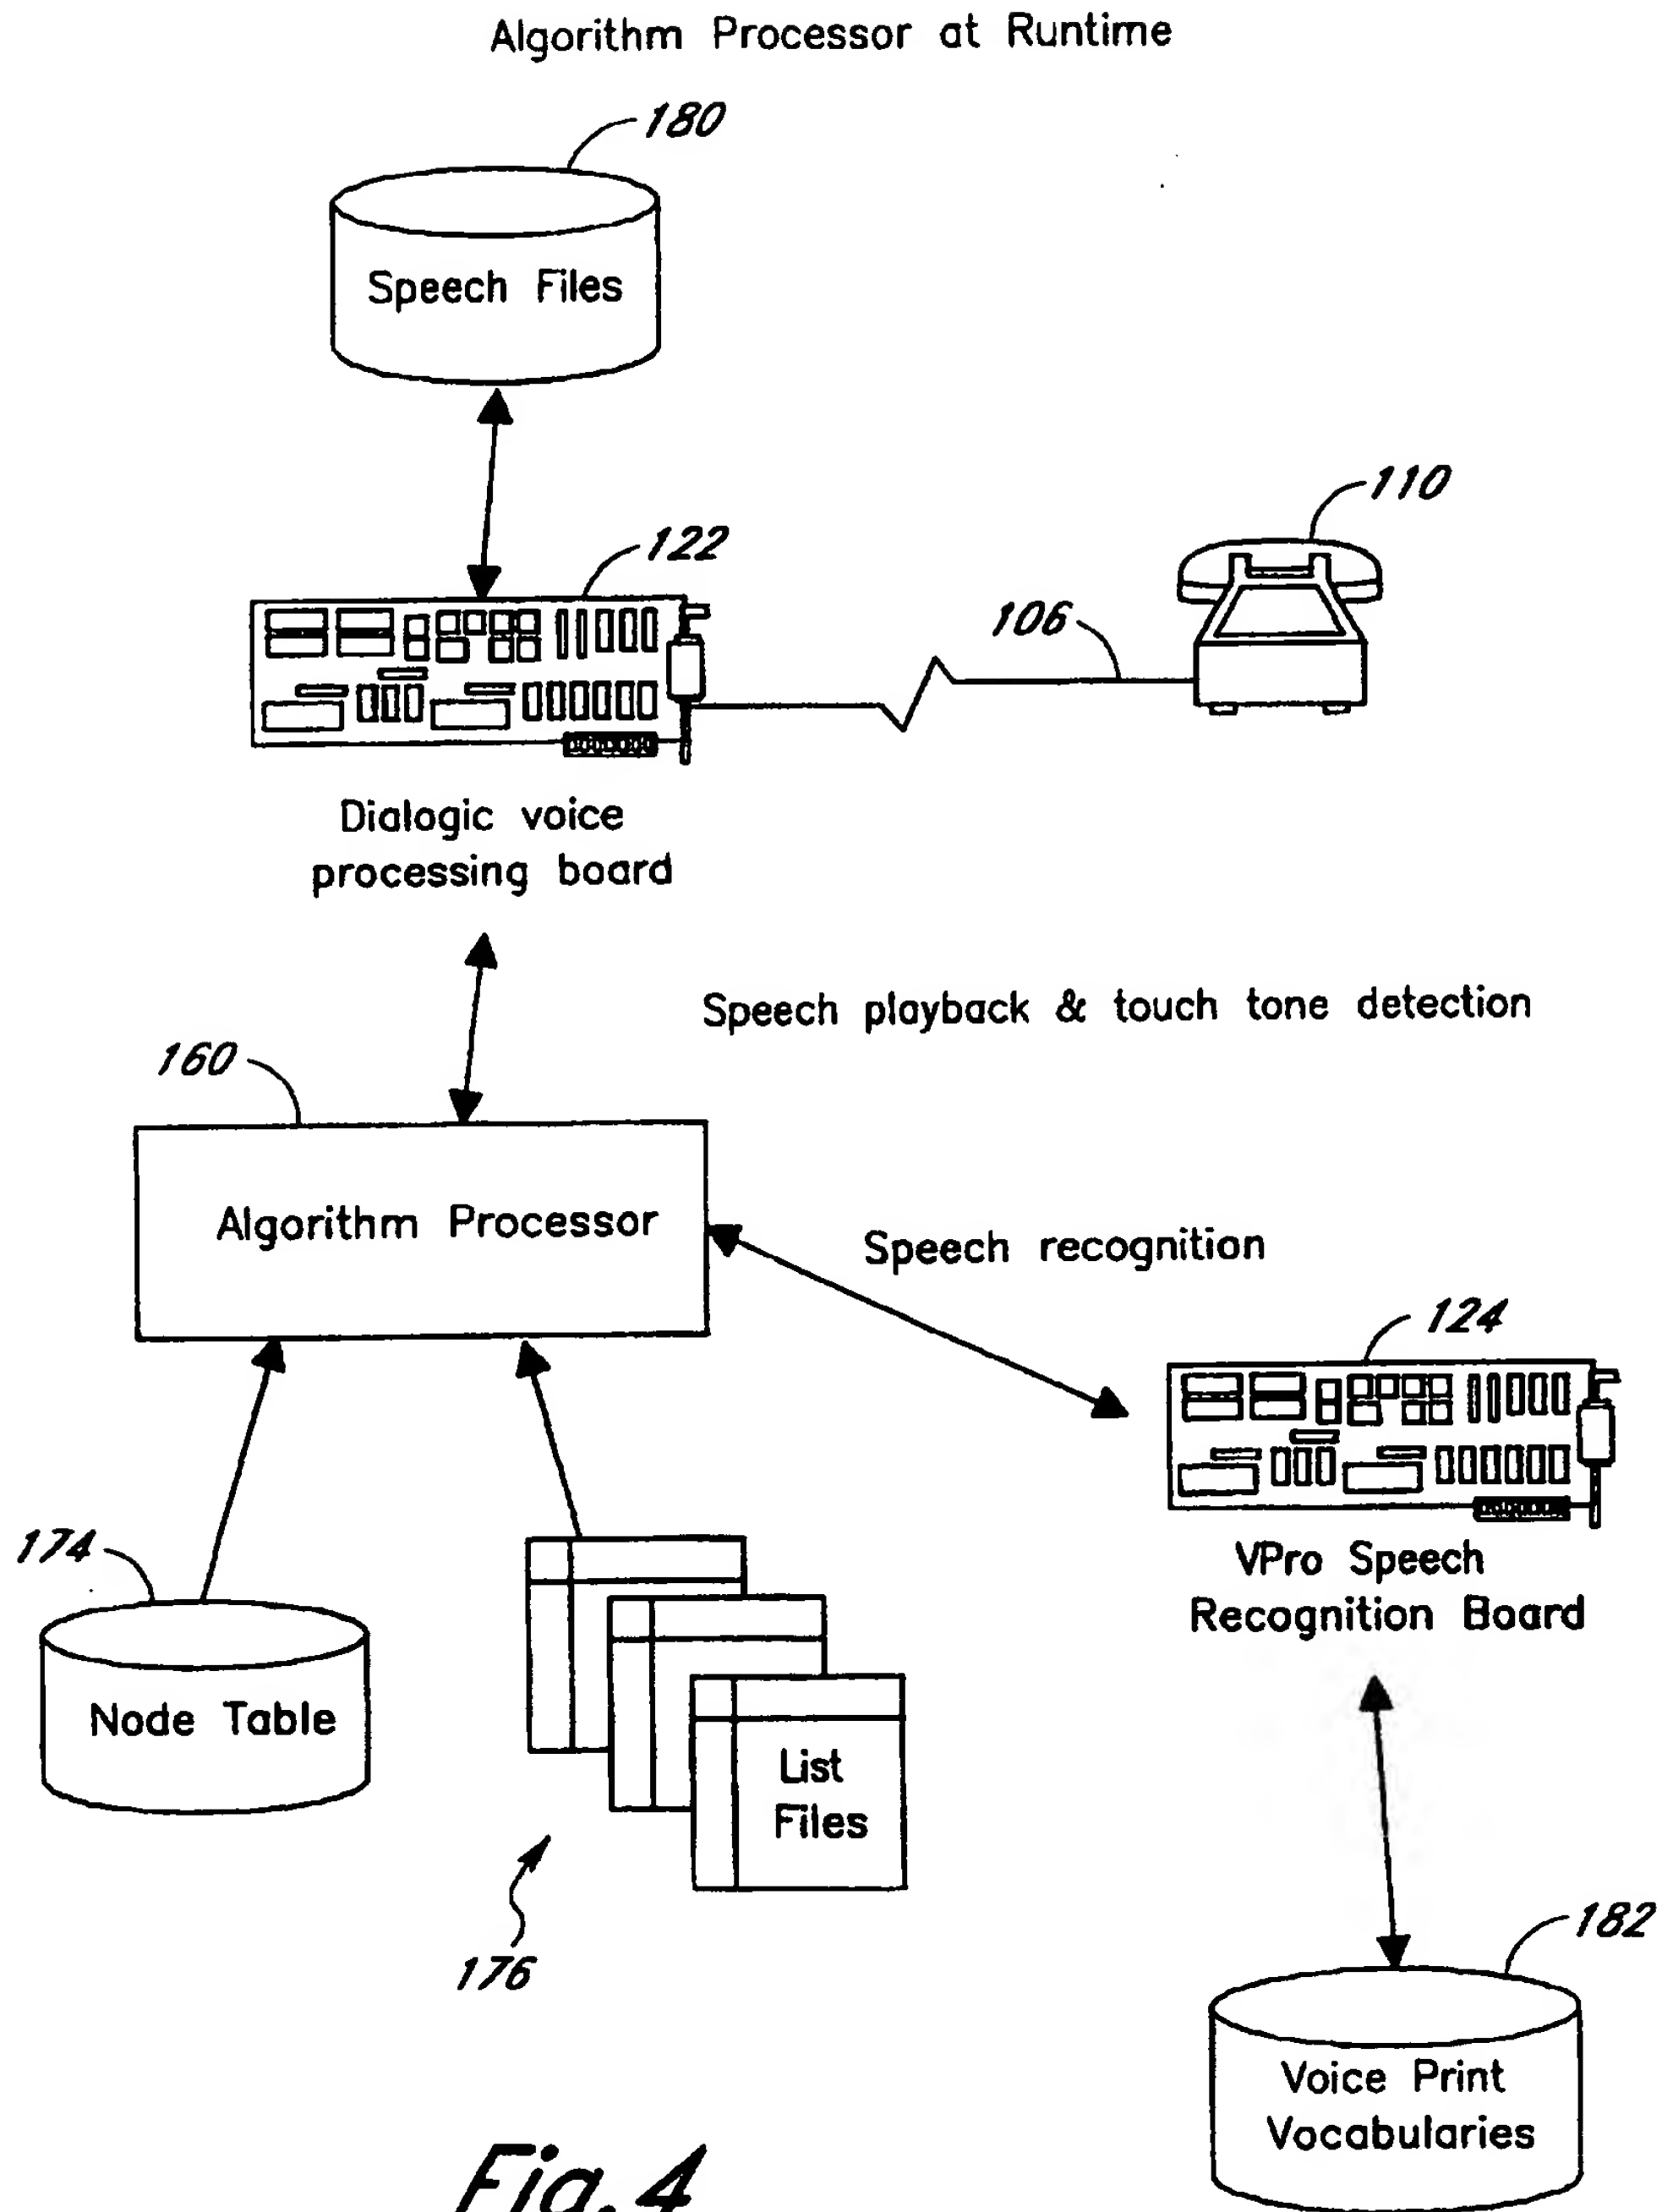 Algorithm Processor at Runtime
180
Speech Files
110
122
106
Dialogic voice
processing board
Speech playback & touch tone detection
160
Algorithm Processor
Speech recognition
124
VPro Speech
Recognition Board
174
Node Table
List
Files
176
182
Voice Print
Vocabularies
Fig. 4